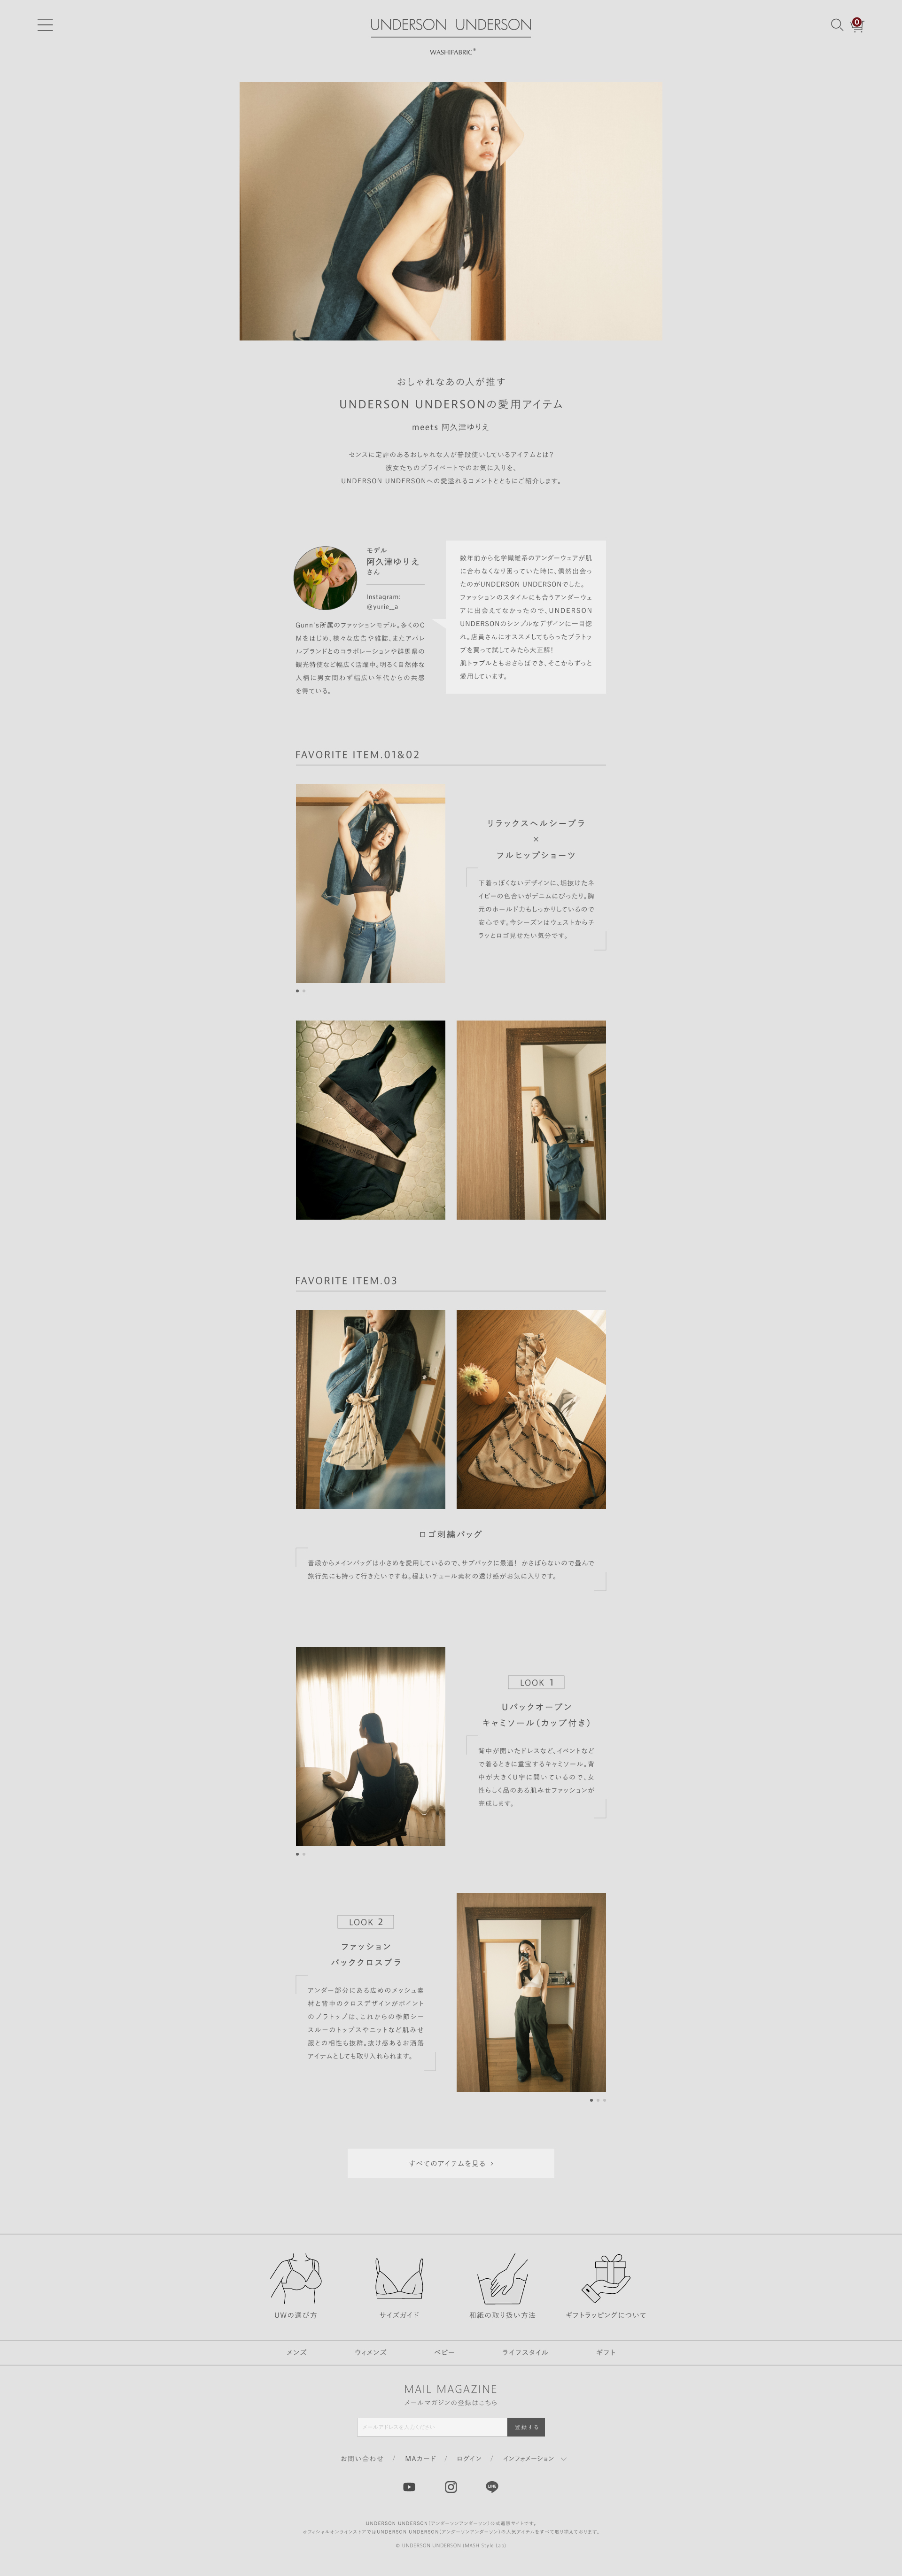 UNDERSON UNDERSON
WASHIFABRIC®
0
おしゃれなあの人が推す
UNDERSON UNDERSONの愛用アイテム
meets 阿久津ゆりえ
センスに定評のあるおしゃれな人が普段使いしているアイテムとは?
彼女たちのプライベートでのお気に入りを、
UNDERSON UNDERSONへの愛溢れるコメントとともにご紹介します。
モデル
阿久津ゆりえ
さん
Instagram:
@yurie__a
Gunn's所属のファッションモデル。多くのC
Mをはじめ、様々な広告や雑誌、またアパレ
ルブランドとのコラボレーションや群馬県の
観光特使など幅広く活躍中。明るく自然体な
人柄に男女問わず幅広い年代からの共感
を得ている。
数年前から化学繊維系のアンダーウェアが肌
に合わなくなり困っていた時に、偶然出会っ
たのがUNDERSON UNDERSONでした。
ファッションのスタイルにも合うアンダーウェ
アに出会えてなかったので、UNDERSON
UNDERSONのシンプルなデザインに一目惚
れ。店員さんにオススメしてもらったブラトッ
プを買って試してみたら大正解!
肌トラブルともおさらばでき、そこからずっと
愛用しています。
FAVORITE ITEM.01&02
リラックスヘルシーブラ
×
フルヒップショーツ
下着っぽくないデザインに、垢抜けたネ
イビーの色合いがデニムにぴったり。胸
元のホールド力もしっかりしているので
安心です。今シーズンはウェストからチ
ラッとロゴ見せたい気分です。
FAVORITE ITEM.03
ロゴ刺繍バッグ
普段からメインバッグは小さめを愛用しているので、サブバックに最適! かさばらないので畳んで
旅行先にも持って行きたいですね。程よいチュール素材の透け感がお気に入りです。
LOOK 1
Uバックオープン
キャミソール(カップ付き)
背中が開いたドレスなど、イベントなど
で着るときに重宝するキャミソール。背
中が大きくU字に開いているので、女
性らしく品のある肌みせファッションが
完成します。
LOOK 2
ファッション
バッククロスブラ
アンダー部分にある広めのメッシュ素
材と背中のクロスデザインがポイント
のブラトップは、これからの季節シー
スルーのトップスやニットなど肌みせ
服との相性も抜群。抜け感あるお洒落
アイテムとしても取り入れられます。
すべてのアイテムを見る
UWの選び方
サイズガイド
和紙の取り扱い方法
ギフトラッピングについて
メンズ
ウィメンズ
ベビー
ライフスタイル
ギフト
MAIL MAGAZINE
メールマガジンの登録はこちら
メールアドレスを入力ください
登録する
お問い合わせ / MAカード / ログイン / インフォメーション
LINE
UNDERSON UNDERSON(アンダーソンアンダーソン)公式通販サイトです。
オフィシャルオンラインストアではUNDERSON UNDERSON(アンダーソンアンダーソン)の人気アイテムをすべて取り揃えております。
© UNDERSON UNDERSON (MASH Style Lab)